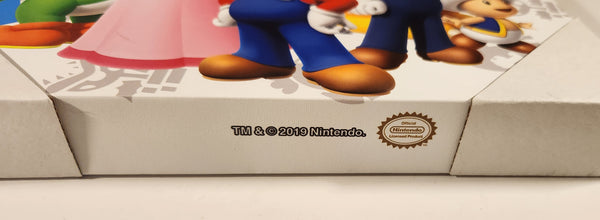 TM & © 2019 Nintendo.
Official
Nintendo
Licensed Product